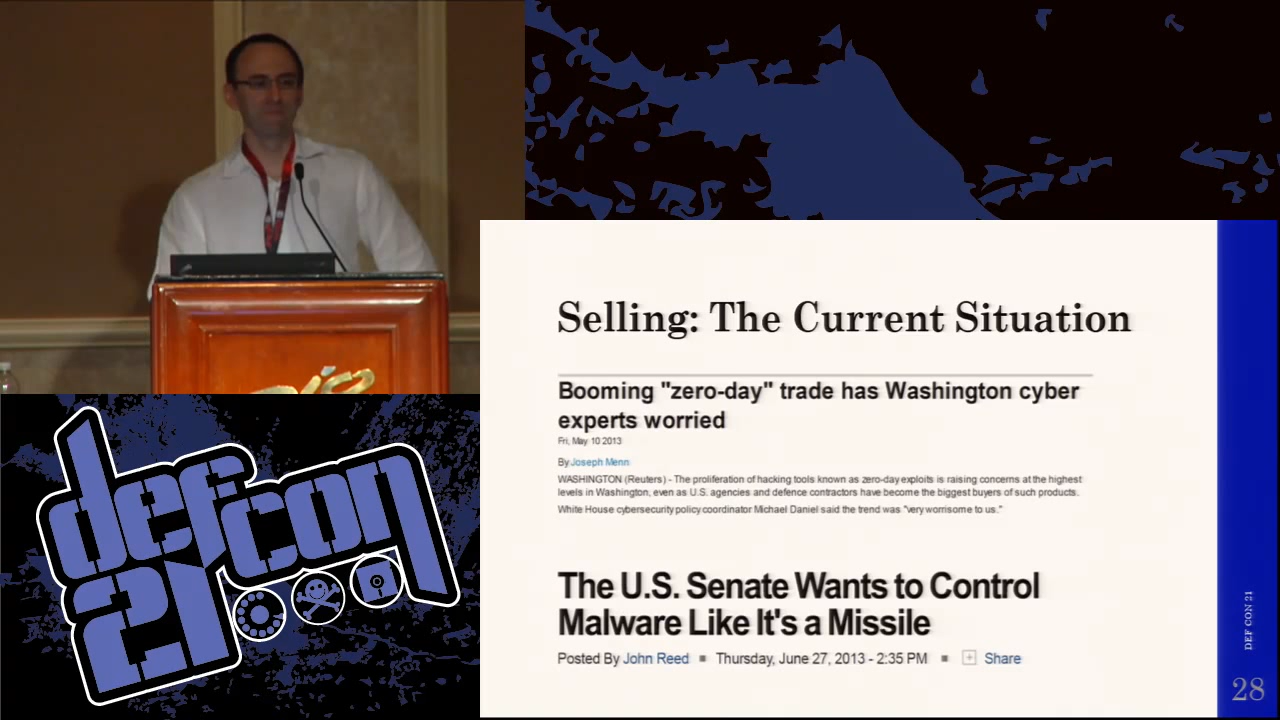 Selling: The Current Situation
Booming "zero-day" trade has Washington cyber
experts worried
Fri, May 10 2013
By Joseph Menn
WASHINGTON (Reuters) - The proliferation of hacking tools known as zero-day exploits is raising concerns at the highest
levels in Washington, even as U.S. agencies and defence contractors have become the biggest buyers of such products.
White House cybersecurity policy coordinator Michael Daniel said the trend was "very worrisome to us."
The U.S. Senate Wants to Control
Malware Like It's a Missile
Posted By John Reed ■ Thursday, June 27, 2013 - 2:35 PM ■ + Share
DEF CON 21
28
defcon
21